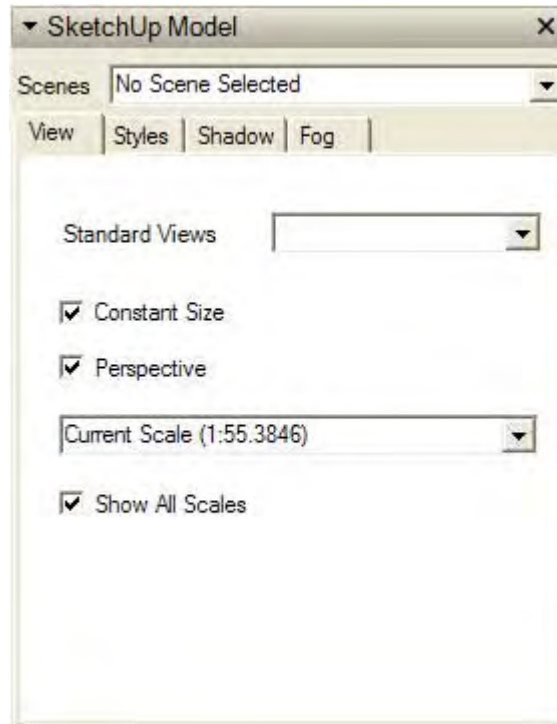 SketchUp Model
Scenes No Scene Selected
View Styles Shadow Fog
Standard Views
Constant Size
Perspective
Current Scale (1:55.3846)
Show All Scales